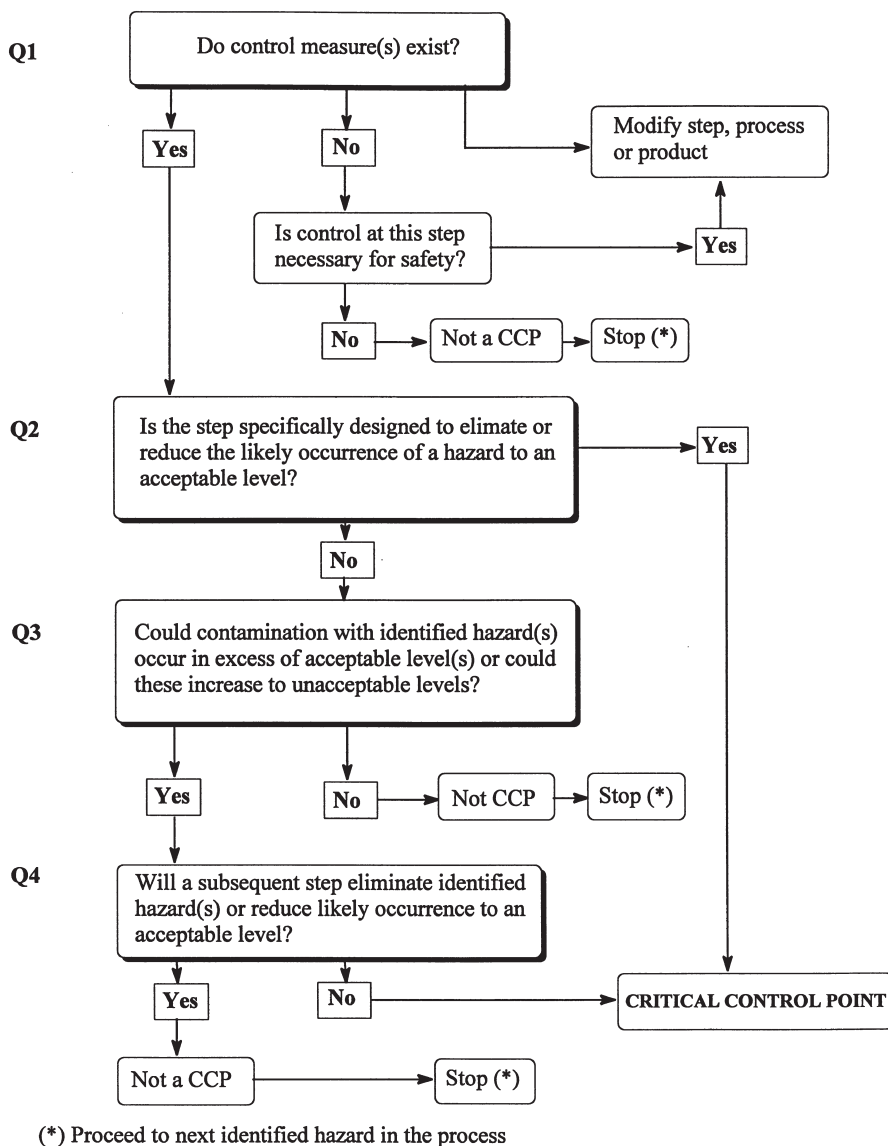 Q1
Do control measure(s) exist?
Yes
No
Modify step, process
or product
Is control at this step
necessary for safety?
Yes
No
Not a CCP
Stop (*)
Q2
Is the step specifically designed to elimate or
reduce the likely occurrence of a hazard to an
acceptable level?
Yes
No
Q3
Could contamination with identified hazard(s)
occur in excess of acceptable level(s) or could
these increase to unacceptable levels?
Yes
No
Not CCP
Stop (*)
Q4
Will a subsequent step eliminate identified
hazard(s) or reduce likely occurrence to an
acceptable level?
Yes
No
CRITICAL CONTROL POINT
Not a CCP
Stop (*)
(*) Proceed to next identified hazard in the process